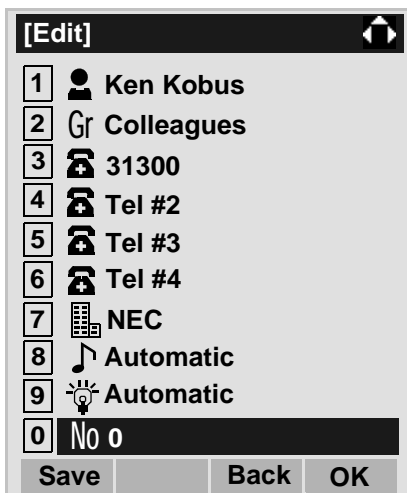 [Edit]
1 Ken Kobus
2 Gr Colleagues
3 31300
4 Tel #2
5 Tel #3
6 Tel #4
7 NEC
8 Automatic
9 Automatic
0 No 0
Save Back OK